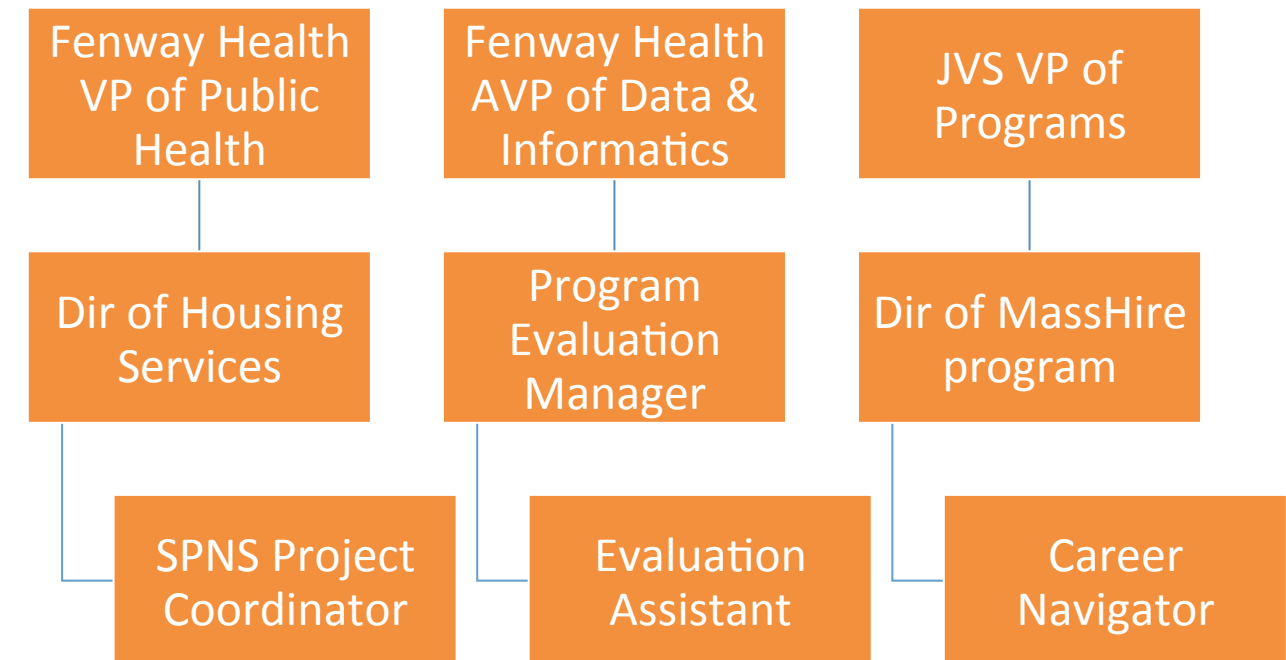 Fenway Health
VP of Public
Health
Fenway Health
AVP of Data &
Informatics
JVS VP of
Programs
Dir of Housing
Services
Program
Evaluation
Manager
Dir of MassHire
program
SPNS Project
Coordinator
Evaluation
Assistant
Career
Navigator